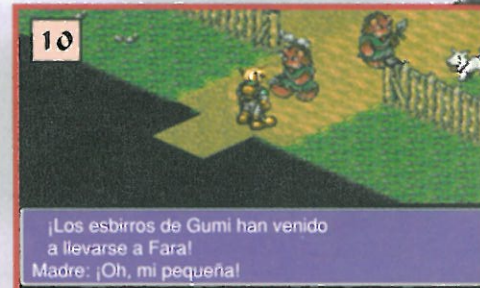 10
¡Los esbirros de Gumi han venido
a llevarse a Fara!
Madre: ¡Oh, mi pequeña!